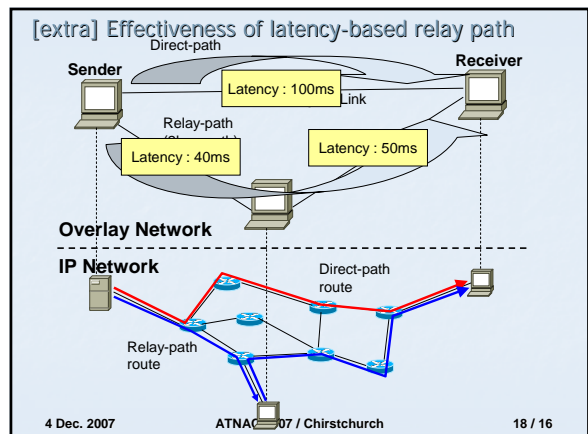 [extra] Effectiveness of latency-based relay path
Direct-path
Sender
Receiver
Latency : 100ms
Link
Relay-path
Latency : 40ms
Latency : 50ms
Overlay Network
IP Network
Direct-path
route
Relay-path
route
4 Dec. 2007
07 / Chirstchurch
18 / 16